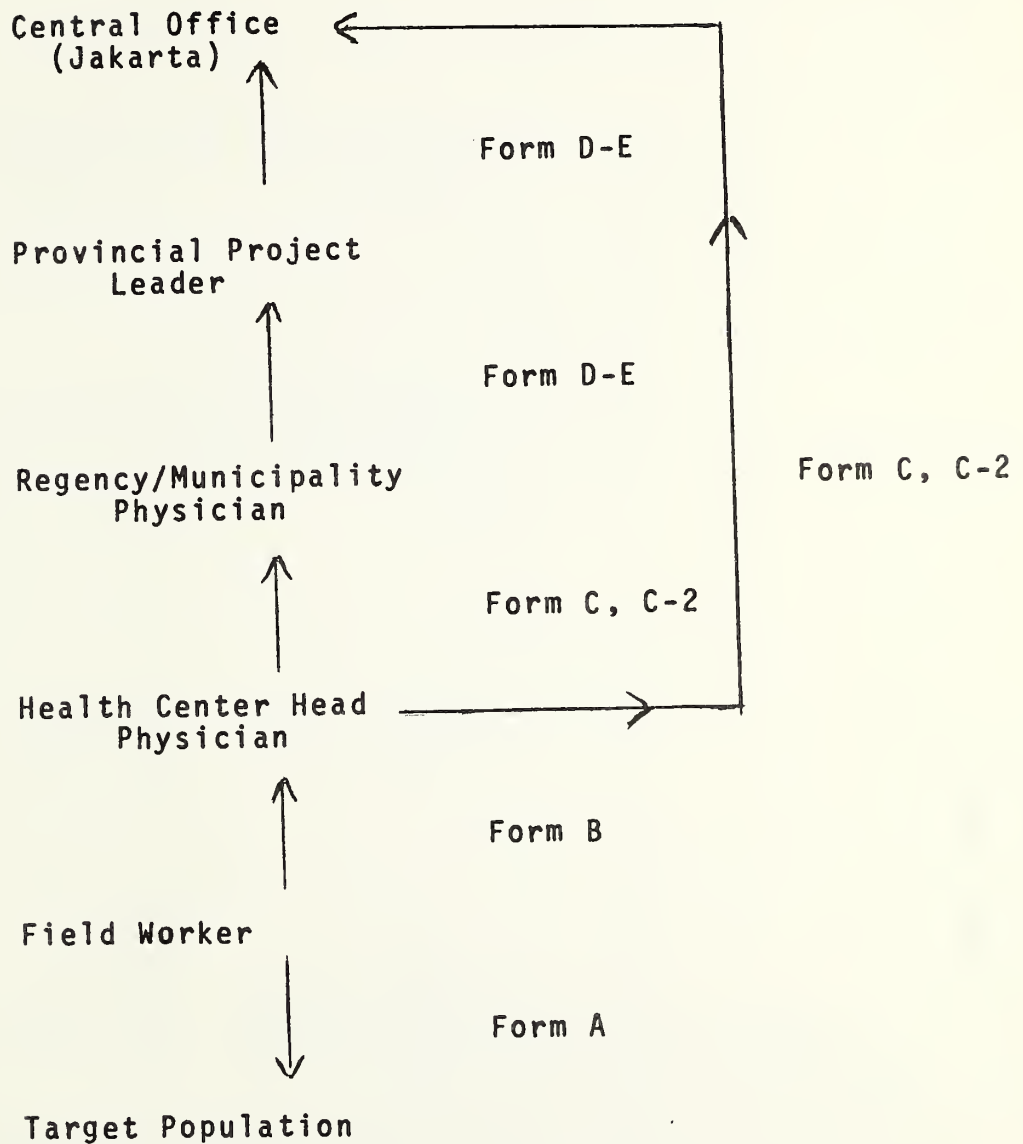 Central Office
(Jakarta)
Form D-E
Provincial Project
Leader
Form D-E
Regency/Municipality
Physician
Form C, C-2
Form C, C-2
Health Center Head
Physician
Form B
Field Worker
Form A
Target Population